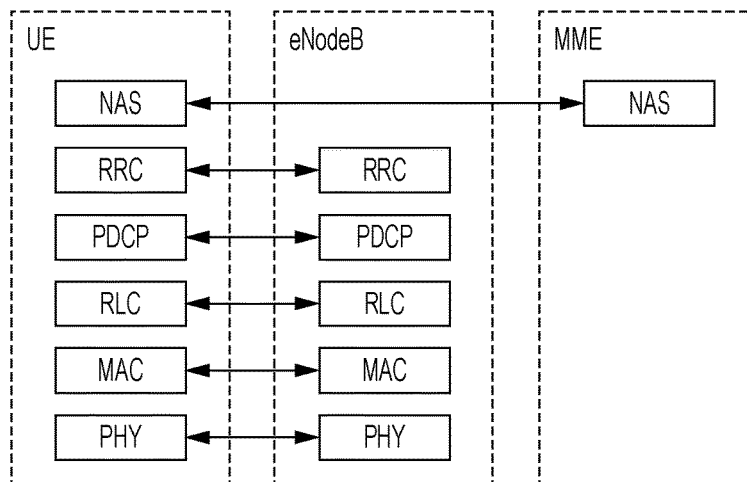 UE eNodeB MME
NAS NAS
RRC RRC
PDCP PDCP
RLC RLC
MAC MAC
PHY PHY